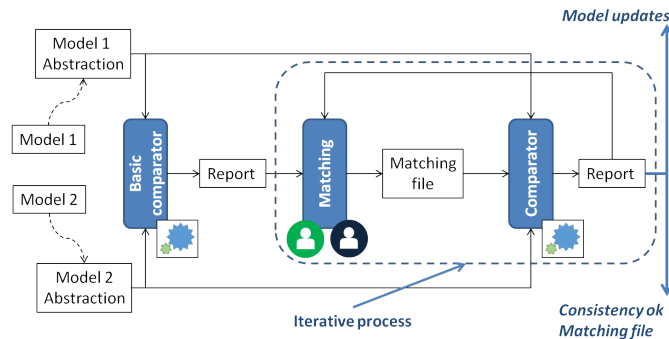 Model updates
Model 1
Abstraction
Model 1
Model 2
Model 2
Abstraction
Basic
comparator
Report
Matching
Matching
file
Comparator
Report
Iterative process
Consistency ok
Matching file